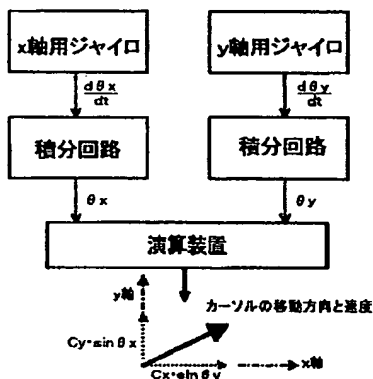 x軸用ジャイロ
y軸用ジャイロ
dθx
dt
dθy
dt
積分回路
積分回路
θx
θy
演算装置
y軸
カーソルの移動方向と速度
Cy・sinθx
x軸
Cx・sinθy